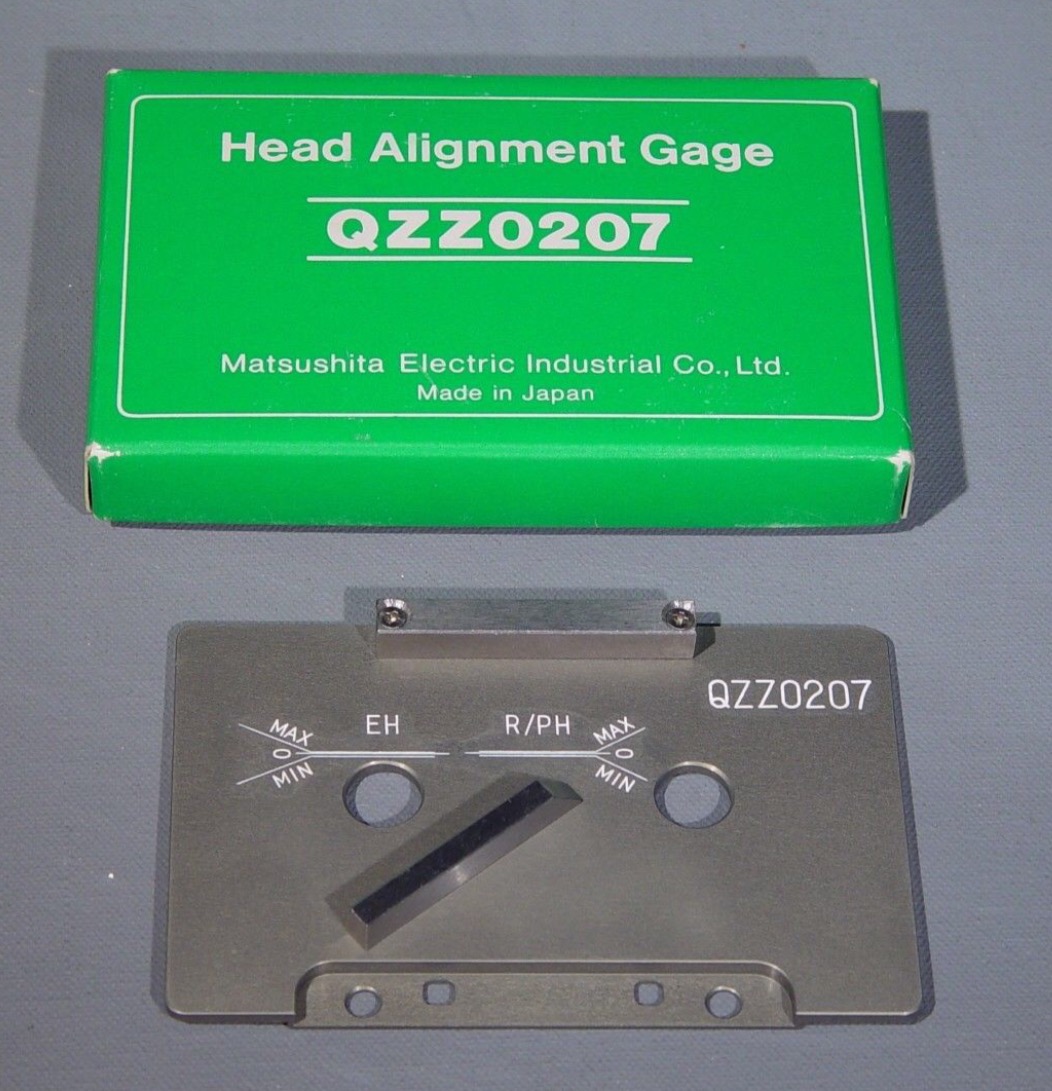 Head Alignment Gage
QZZ0207
Matsushita Electric Industrial Co., Ltd.
Made in Japan
QZZ0207
MAX EH R/PH MAX
0 0
MIN MIN